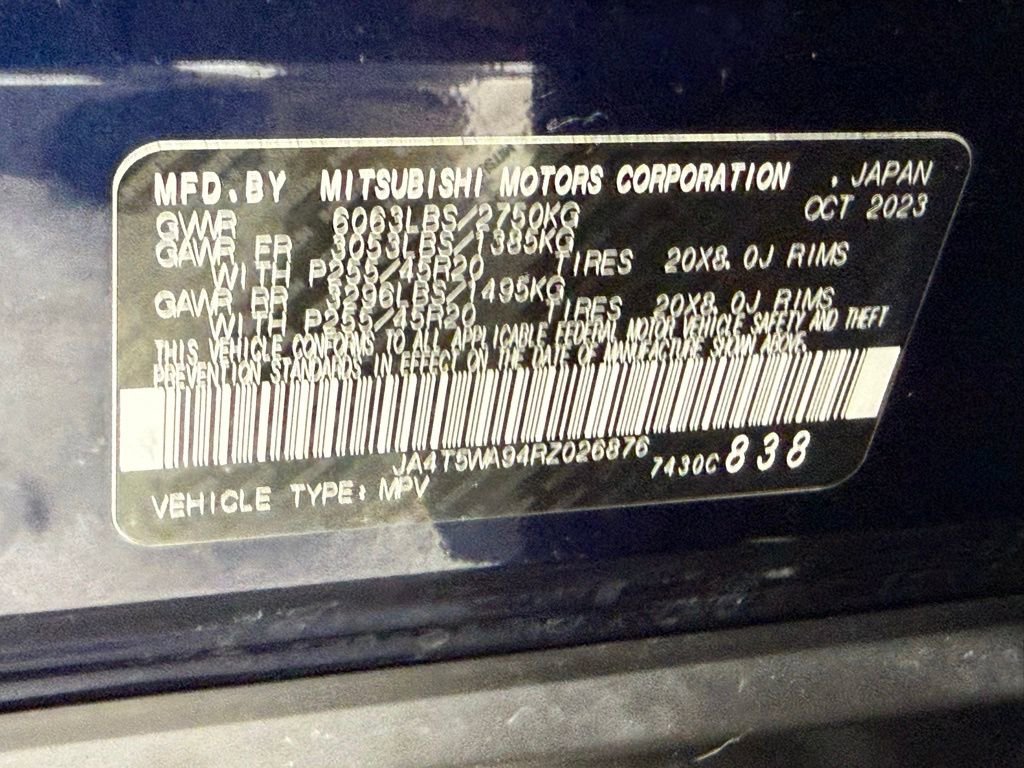 MFD.BY MITSUBISHI MOTORS CORPORATION , JAPAN
GVWR 6063LBS/2750KG OCT 2023
GAWR FR 3053LBS/1385KG
WITH P255/45R20 TIRES 20X8.0J RIMS
GAWR RR 3296LBS/1495KG
WITH P255/45R20 TIRES 20X8.0J RIMS
THIS VEHICLE CONFORMS TO ALL APPLICABLE FEDERAL MOTOR VEHICLE SAFETY AND THEFT
PREVENTION STANDARDS IN EFFECT ON THE DATE OF MANUFACTURE SHOWN ABOVE.
JA4T5WA94RZ026876 7430C 838
VEHICLE TYPE: MPV